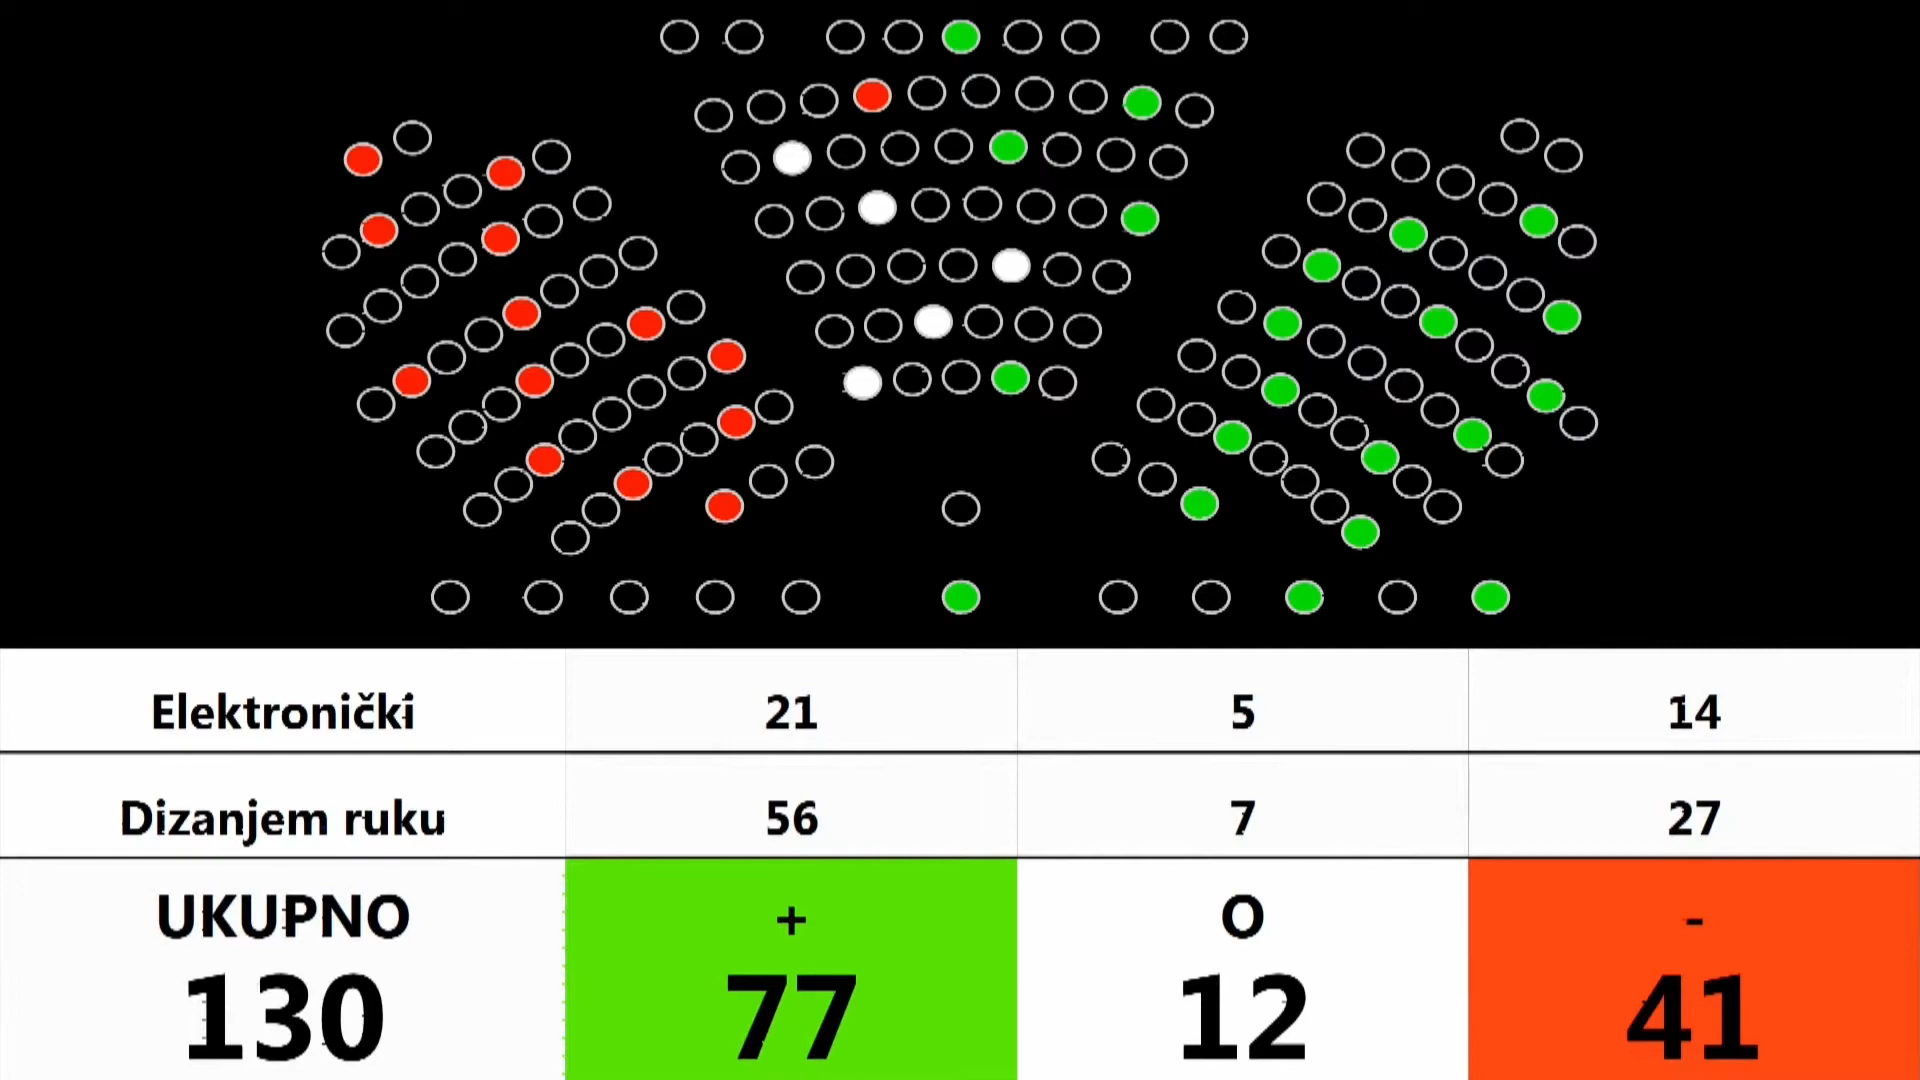 Elektronički 21 5 14
Dizanjem ruku 56 7 27
UKUPNO + O -
130 77 12 41